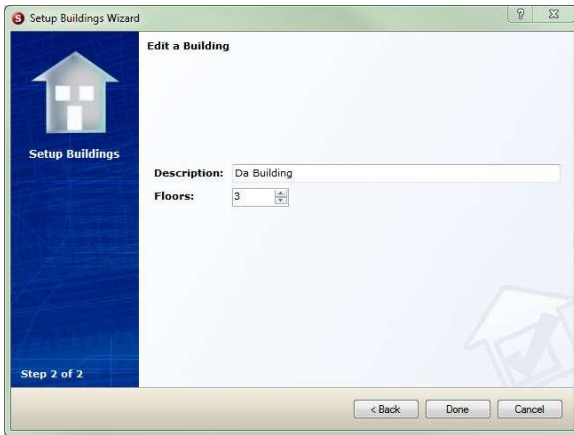 Setup Buildings Wizard
Edit a Building
Setup Buildings
Description: Da Building
Floors: 3
Step 2 of 2
< Back Done Cancel